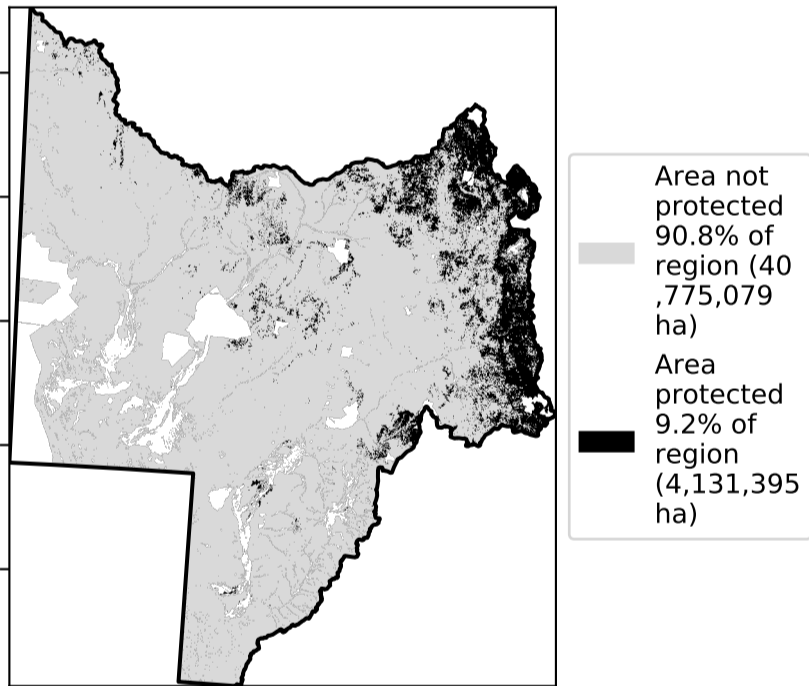 Area not
protected
90.8% of
region (40
,775,079
ha)
Area
protected
9.2% of
region
(4,131,395
ha)